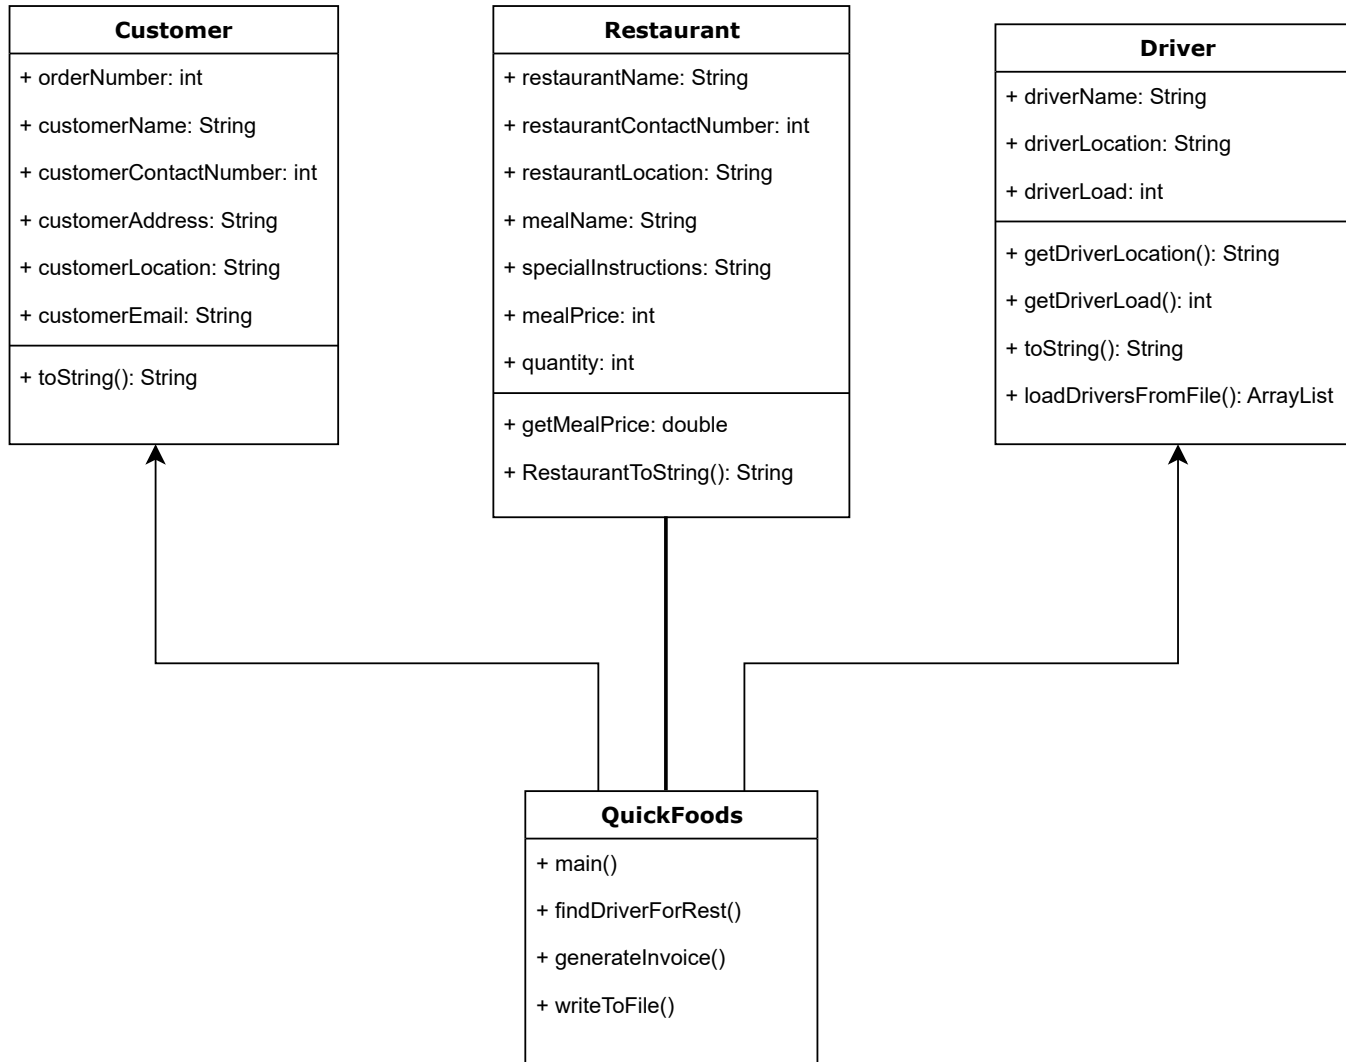 Customer
+ orderNumber: int
+ customerName: String
+ customerContactNumber: int
+ customerAddress: String
+ customerLocation: String
+ customerEmail: String
+ toString(): String
Restaurant
+ restaurantName: String
+ restaurantContactNumber: int
+ restaurantLocation: String
+ mealName: String
+ specialInstructions: String
+ mealPrice: int
+ quantity: int
+ getMealPrice: double
+ RestaurantToString(): String
Driver
+ driverName: String
+ driverLocation: String
+ driverLoad: int
+ getDriverLocation(): String
+ getDriverLoad(): int
+ toString(): String
+ loadDriversFromFile(): ArrayList
QuickFoods
+ main()
+ findDriverForRest()
+ generateInvoice()
+ writeToFile()